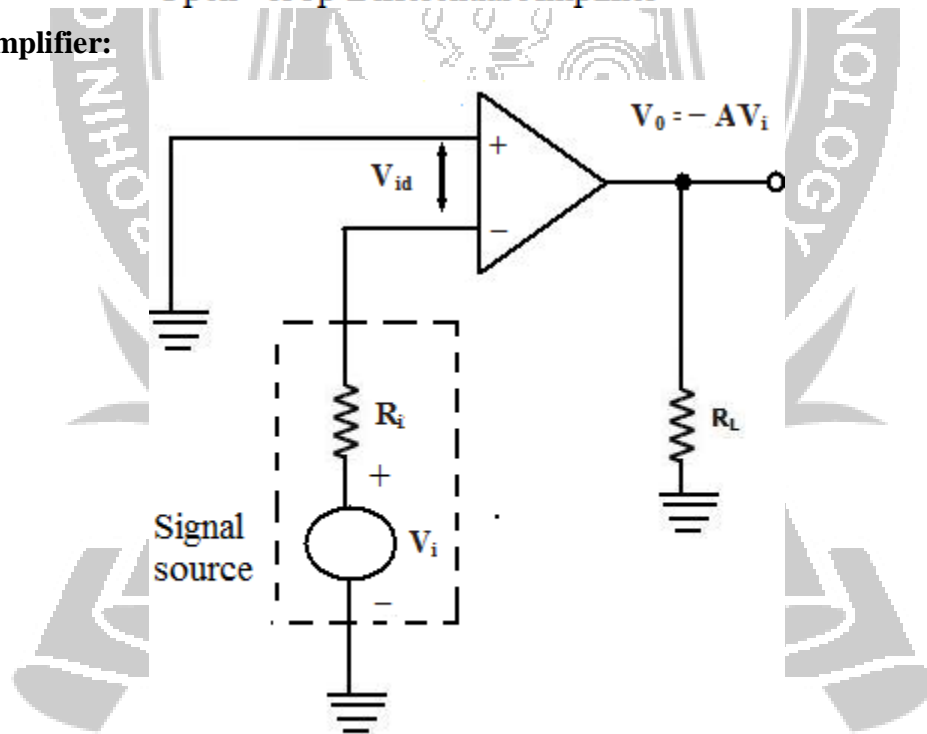 mplifier:
V₀ = − AVᵢ
+
V_id
−
Rᵢ
R_L
+
Signal
source
Vᵢ
−